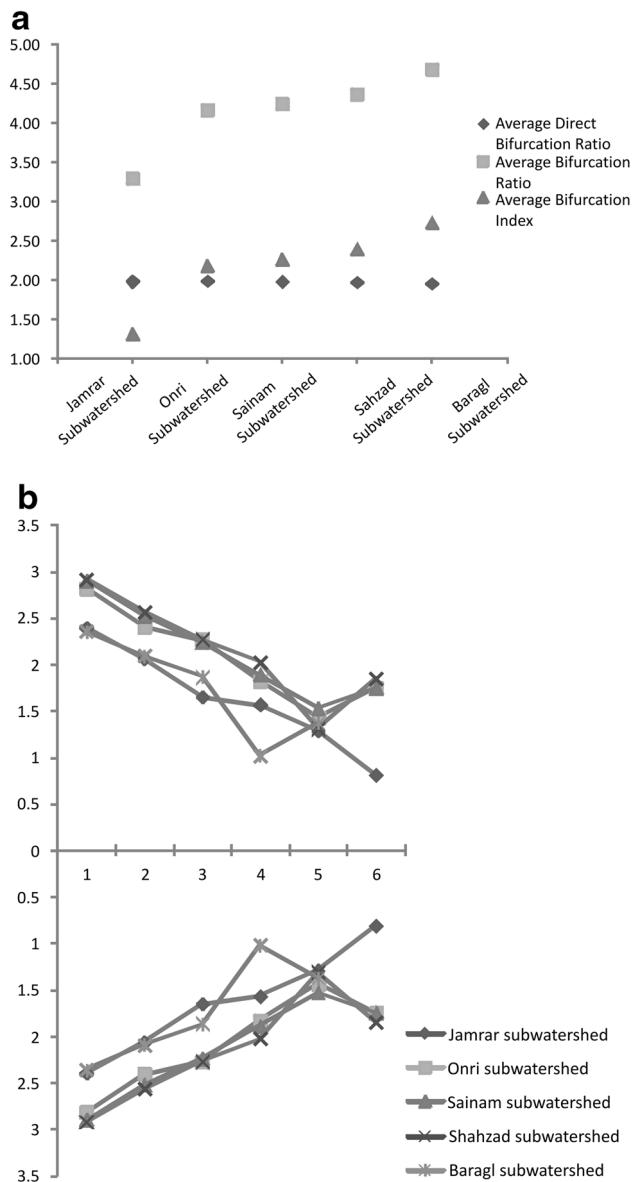 a
5.00
4.50
4.00
3.50
3.00
2.50
2.00
1.50
1.00
Average Direct
Bifurcation Ratio
Average Bifurcation
Ratio
Average Bifurcation
Index
Jamrar
Subwatershed
Onri
Subwatershed
Sainam
Subwatershed
Sahzad
Subwatershed
Baragl
Subwatershed
b
3.5
3
2.5
2
1.5
1
0.5
0
1 2 3 4 5 6
0.5
1
1.5
2
2.5
3
3.5
Jamrar subwatershed
Onri subwatershed
Sainam subwatershed
Shahzad subwatershed
Baragl subwatershed